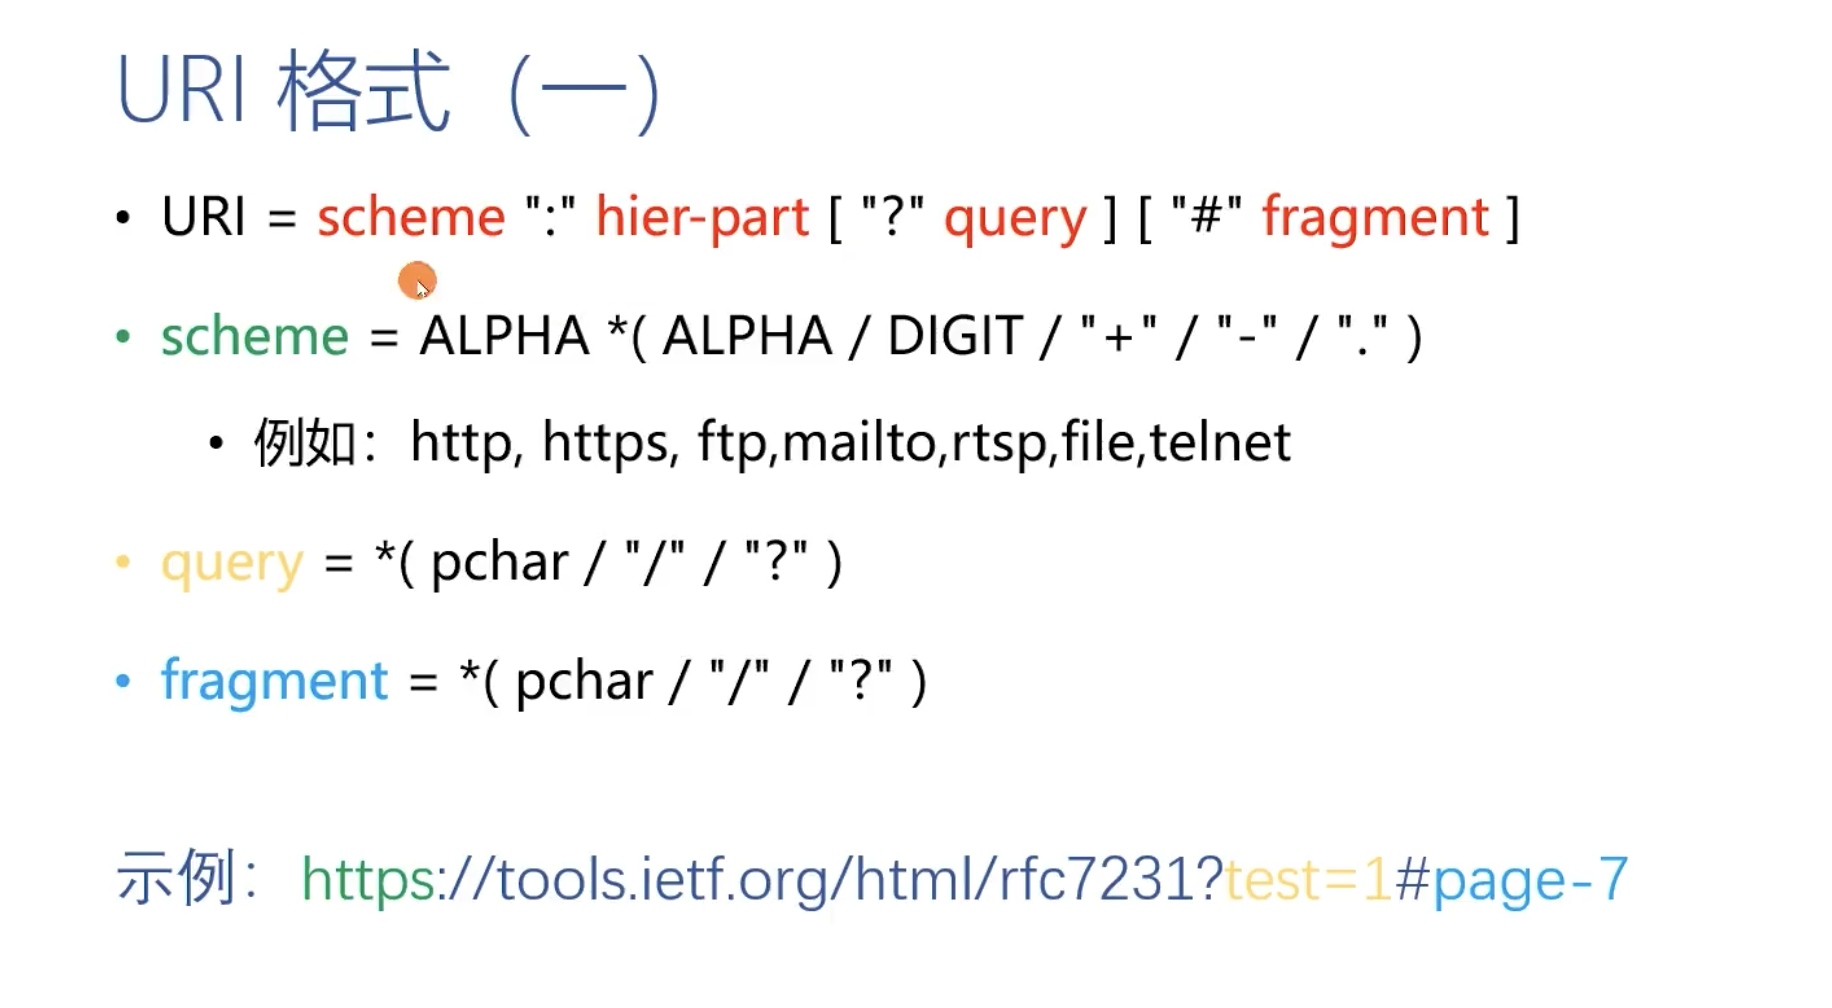 URI 格式（一）
• URI = scheme ":" hier-part [ "?" query ] [ "#" fragment ]
• scheme = ALPHA *( ALPHA / DIGIT / "+" / "-" / "." )
• 例如：http, https, ftp,mailto,rtsp,file,telnet
• query = *( pchar / "/" / "?" )
• fragment = *( pchar / "/" / "?" )
示例：https://tools.ietf.org/html/rfc7231?test=1#page-7